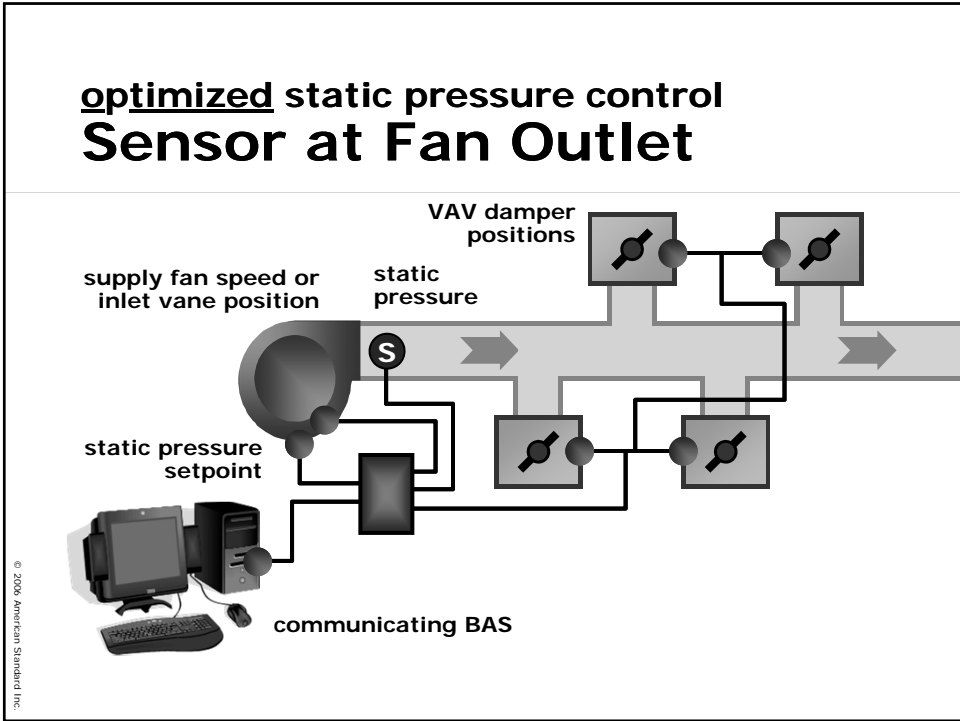 optimized static pressure control
Sensor at Fan Outlet
VAV damper
positions
supply fan speed or
inlet vane position
static
pressure
S
static pressure
setpoint
communicating BAS
© 2006 American Standard Inc.